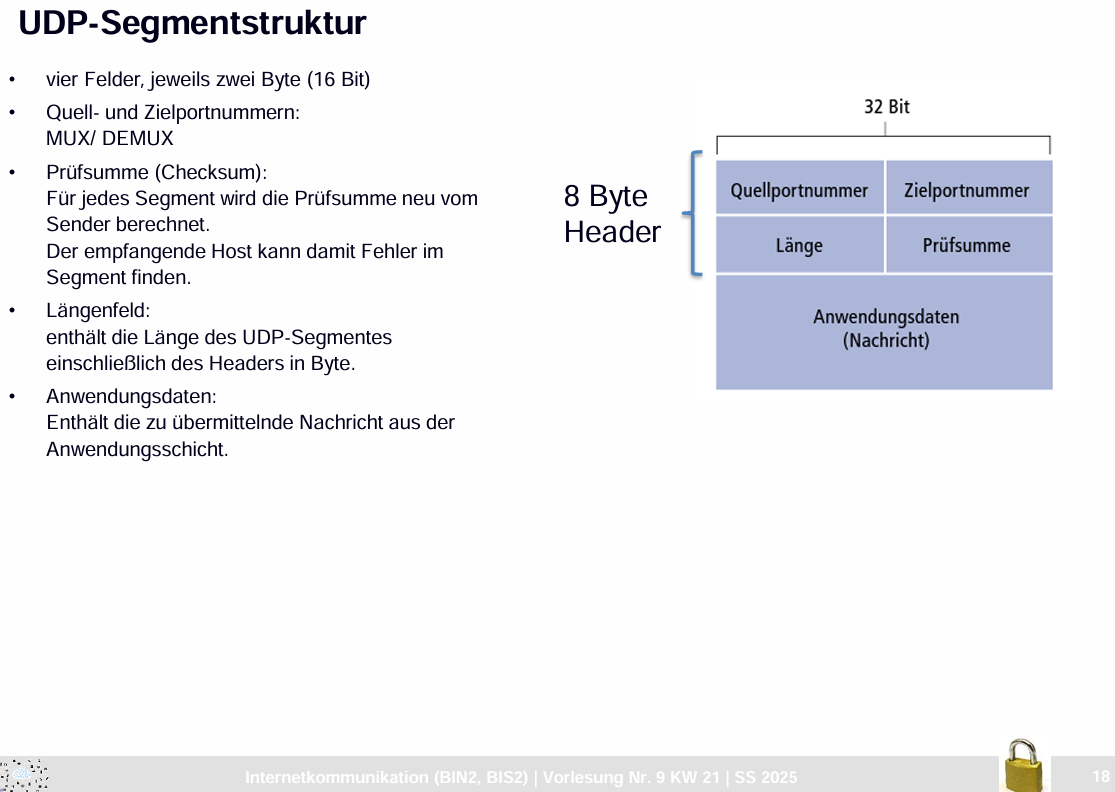 UDP-Segmentstruktur
• vier Felder, jeweils zwei Byte (16 Bit)
• Quell- und Zielportnummern:
MUX/ DEMUX
• Prüfsumme (Checksum):
Für jedes Segment wird die Prüfsumme neu vom
Sender berechnet.
Der empfangende Host kann damit Fehler im
Segment finden.
• Längenfeld:
enthält die Länge des UDP-Segmentes
einschließlich des Headers in Byte.
• Anwendungsdaten:
Enthält die zu übermittelnde Nachricht aus der
Anwendungsschicht.
32 Bit
8 Byte
Header
Quellportnummer Zielportnummer
Länge Prüfsumme
Anwendungsdaten
(Nachricht)
Internetkommunikation (BIN2, BIS2) | Vorlesung Nr. 9 KW 21 | SS 2025
18